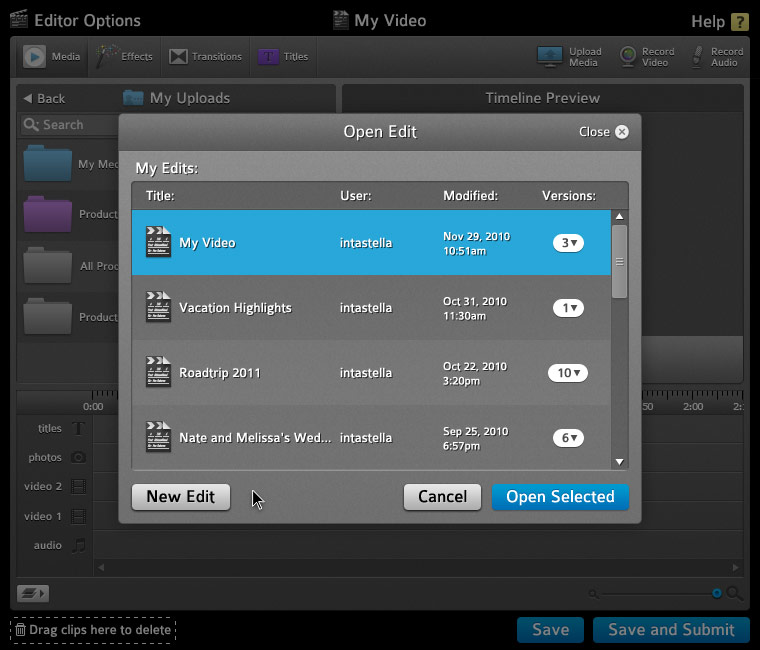 Editor Options
My Video
Help ?
Media
Effects
Transitions
T Titles
Upload Media
Record Video
Record Audio
Back
My Uploads
Timeline Preview
Search
My Med
Product
All Prod
Product
Open Edit
Close
My Edits:
Title: User: Modified: Versions:
My Video intastella Nov 29, 2010 10:51am 3
Vacation Highlights intastella Oct 31, 2010 11:30am 1
Roadtrip 2011 intastella Oct 22, 2010 3:20pm 10
Nate and Melissa's Wed... intastella Sep 25, 2010 6:57pm 6
New Edit
Cancel
Open Selected
0:00 50 2:00 2:
titles T
photos
video 2
video 1
audio
Drag clips here to delete
Save
Save and Submit